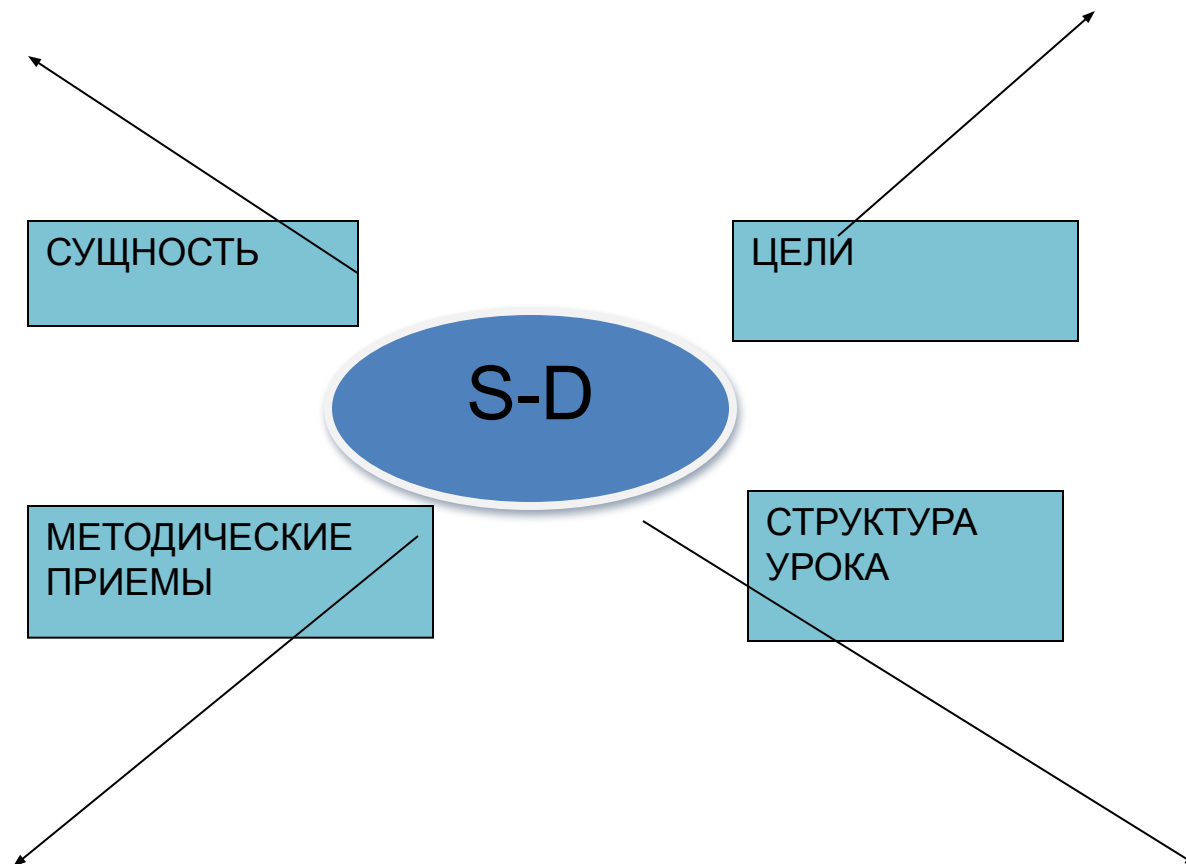 СУЩНОСТЬ
ЦЕЛИ
S-D
МЕТОДИЧЕСКИЕ
ПРИЕМЫ
СТРУКТУРА
УРОКА